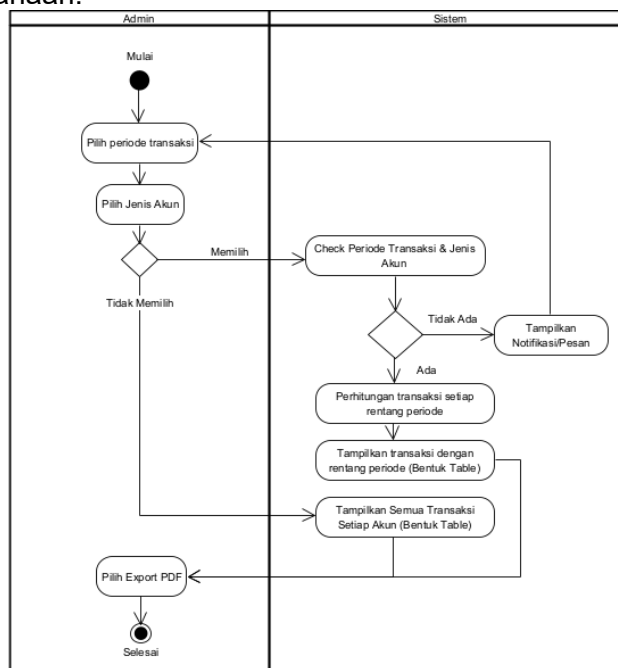 Admin
Sistem
Mulai
Pilih periode transaksi
Pilih Jenis Akun
Memilih
Check Periode Transaksi & Jenis
Akun
Tidak Memilih
Tidak Ada
Tampilkan
Notifikasi/Pesan
Ada
Perhitungan transaksi setiap
rentang periode
Tampilkan transaksi dengan
rentang periode (Bentuk Table)
Tampilkan Semua Transaksi
Setiap Akun (Bentuk Table)
Pilih Export PDF
Selesai